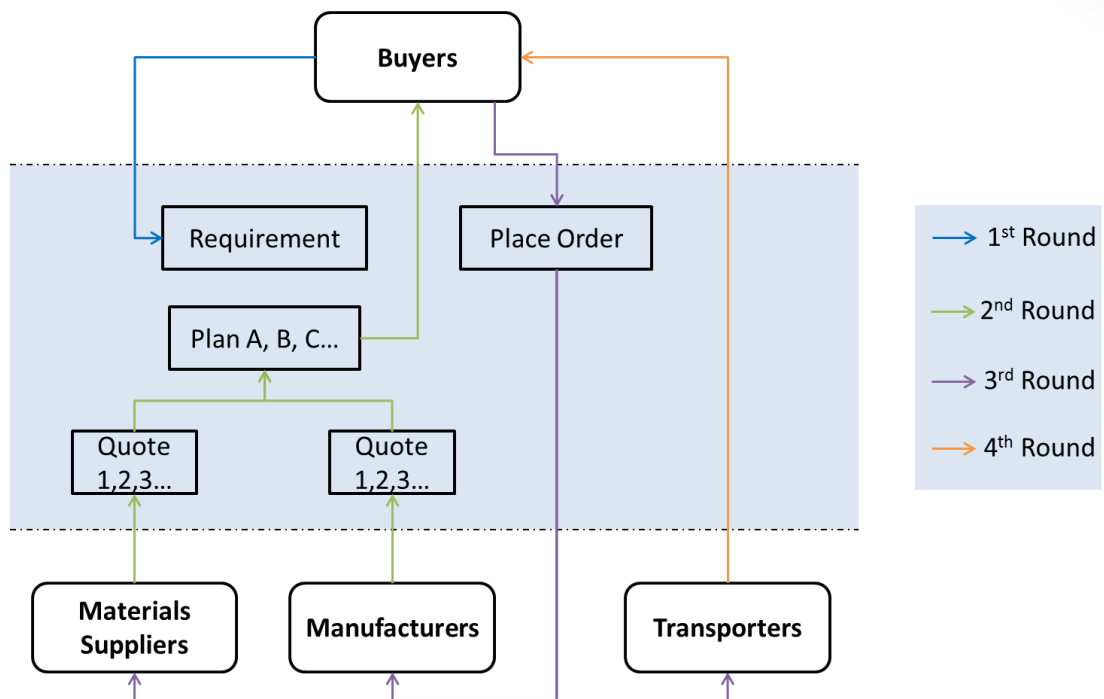 Buyers
Requirement
Place Order
Plan A, B, C...
Quote
1,2,3...
Quote
1,2,3...
Materials
Suppliers
Manufacturers
Transporters
1st Round
2nd Round
3rd Round
4th Round